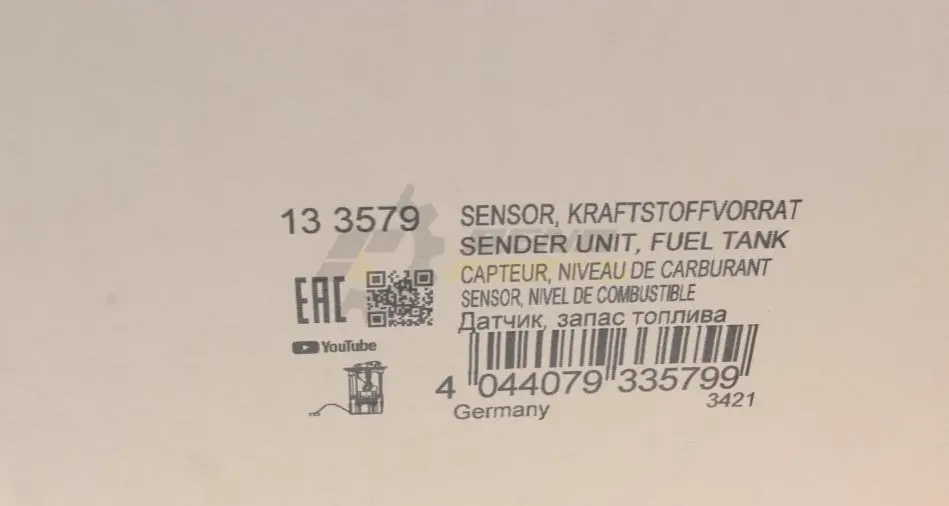 13 3579
SENSOR, KRAFTSTOFFVORRAT
SENDER UNIT, FUEL TANK
CAPTEUR, NIVEAU DE CARBURANT
SENSOR, NIVEL DE COMBUSTIBLE
Датчик, запас топлива
EAC
YouTube
4 044079 335799
Germany
3421